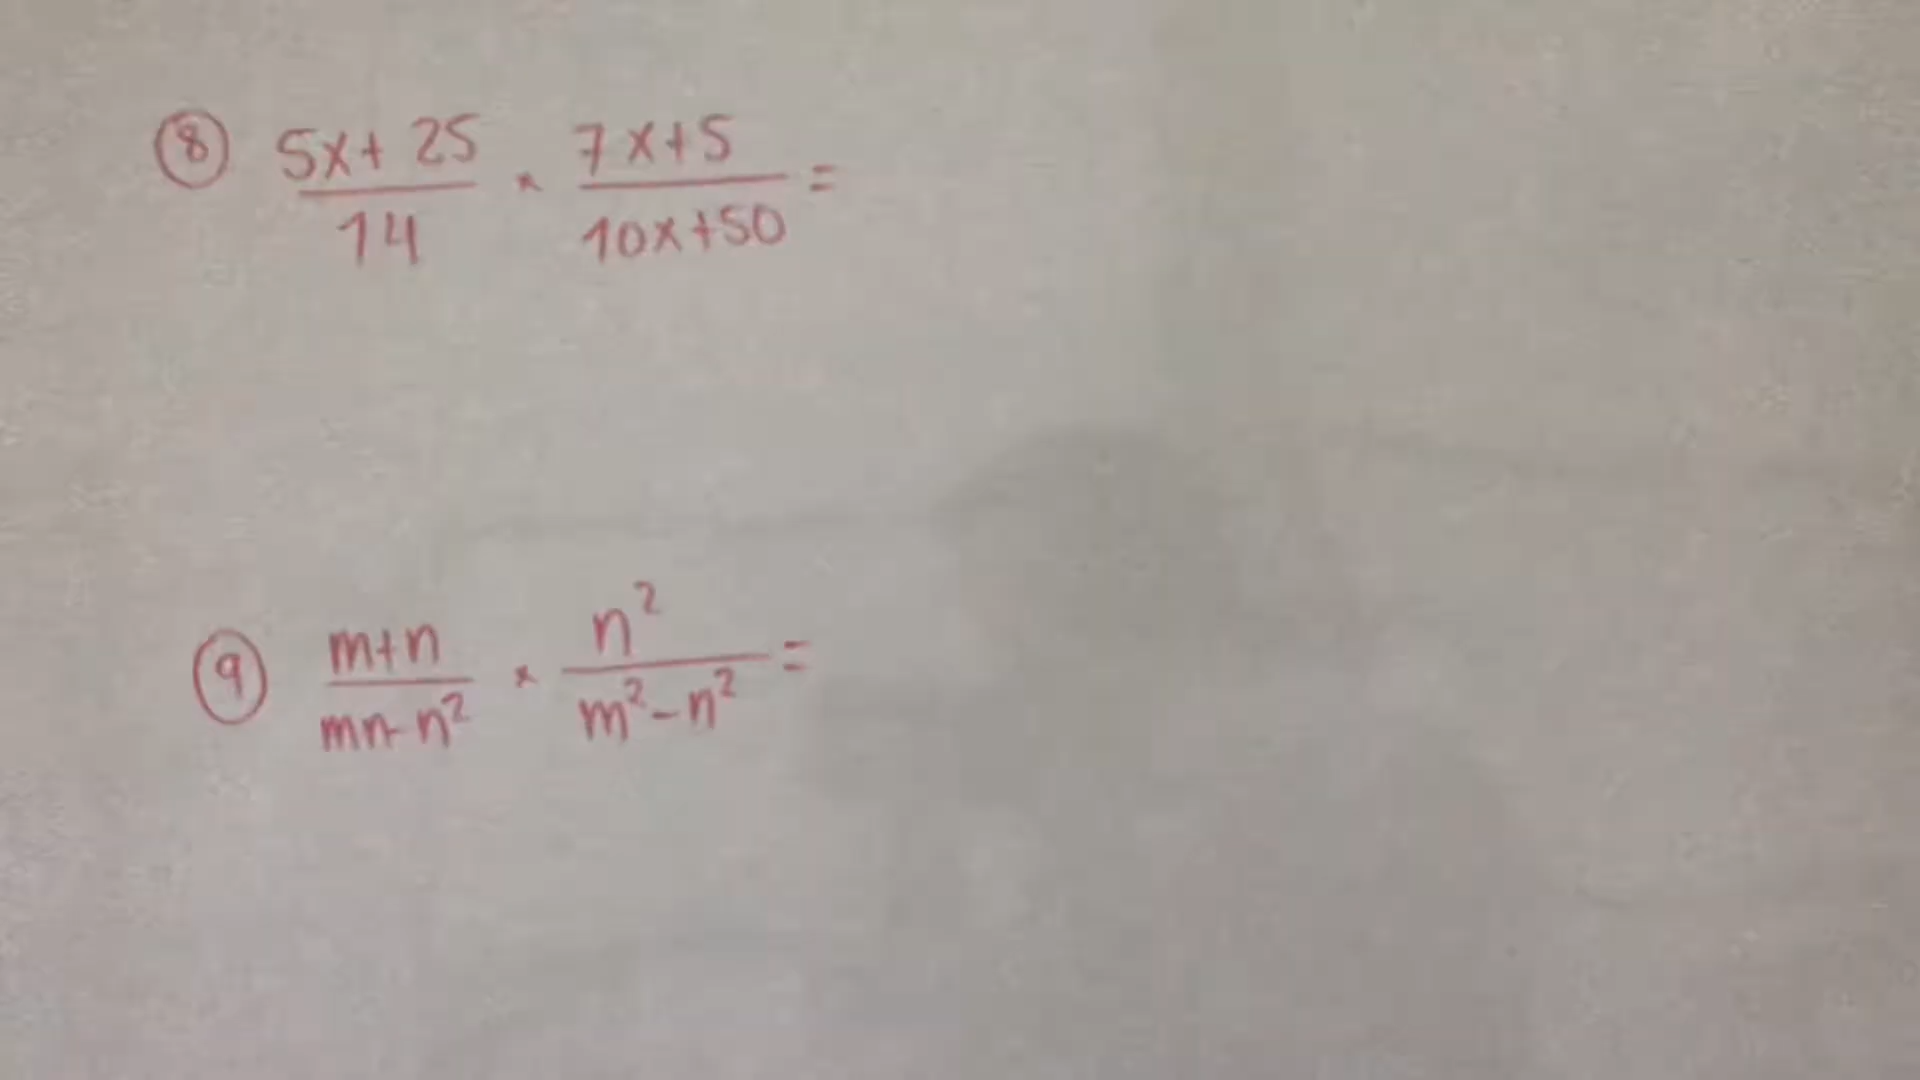 ⑧ 5x+25/14 × 7x+5/10x+50 =
⑨ m+n/mn-n² × n²/m²-n² =